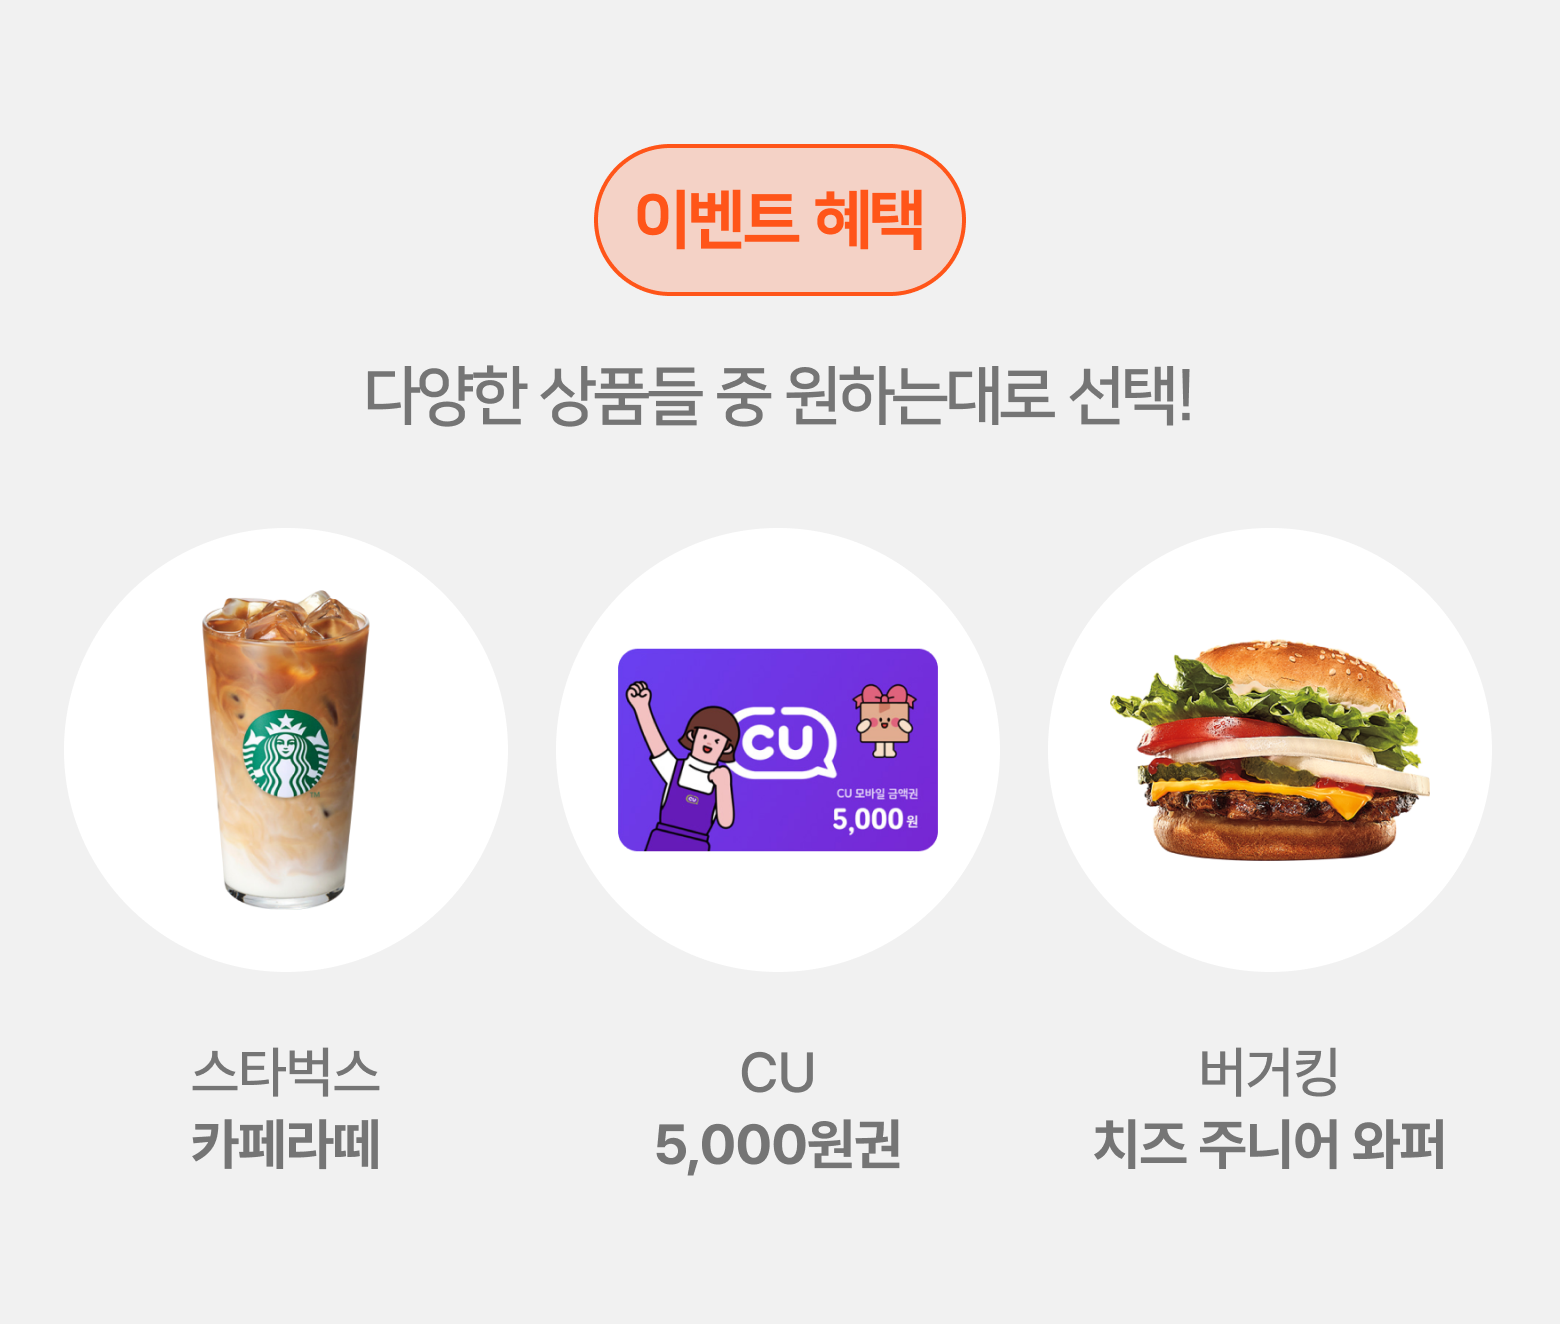 이벤트 혜택
다양한 상품들 중 원하는대로 선택!
CU
CU 모바일 금액권
5,000원
CU
TM
스타벅스
카페라떼
CU
5,000원권
버거킹
치즈 주니어 와퍼